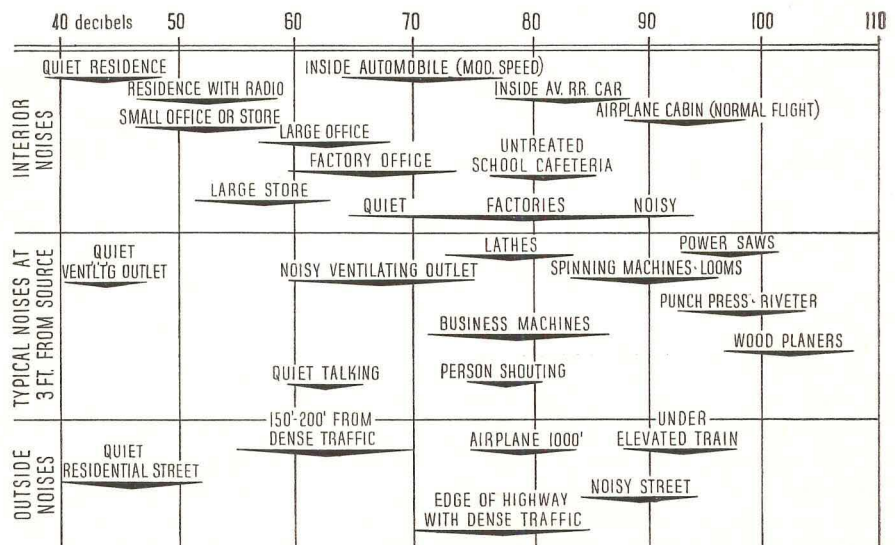 40 decibels 50 60 70 80 90 100 110
INTERIOR
NOISES
QUIET RESIDENCE
INSIDE AUTOMOBILE (MOD. SPEED)
RESIDENCE WITH RADIO
INSIDE AV. R.R. CAR
SMALL OFFICE OR STORE
AIRPLANE CABIN (NORMAL FLIGHT)
LARGE OFFICE
FACTORY OFFICE
UNTREATED
SCHOOL CAFETERIA
LARGE STORE
QUIET FACTORIES NOISY
TYPICAL NOISES AT
3 FT. FROM SOURCE
LATHES
POWER SAWS
QUIET
VENT'LT'G OUTLET
NOISY VENTILATING OUTLET
SPINNING MACHINES·LOOMS
PUNCH PRESS·RIVETER
BUSINESS MACHINES
WOOD PLANERS
QUIET TALKING
PERSON SHOUTING
OUTSIDE
NOISES
150'-200' FROM
DENSE TRAFFIC
AIRPLANE 1000'
UNDER
ELEVATED TRAIN
QUIET
RESIDENTIAL STREET
NOISY STREET
EDGE OF HIGHWAY
WITH DENSE TRAFFIC